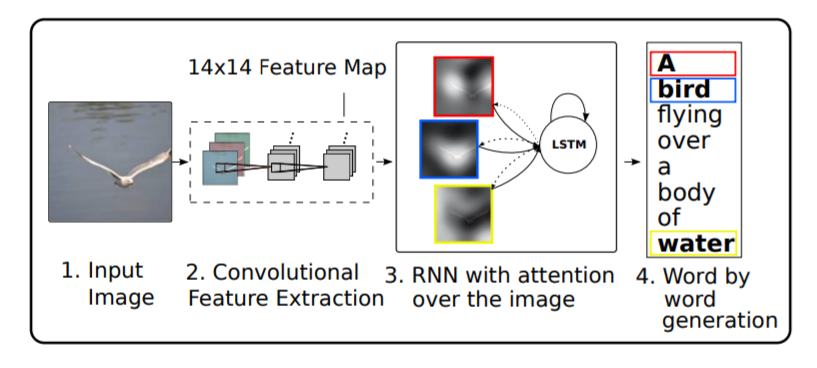 14x14 Feature Map
LSTM
A
bird
flying
over
a
body
of
water
1. Input
Image
2. Convolutional
Feature Extraction
3. RNN with attention
over the image
4. Word by
word
generation